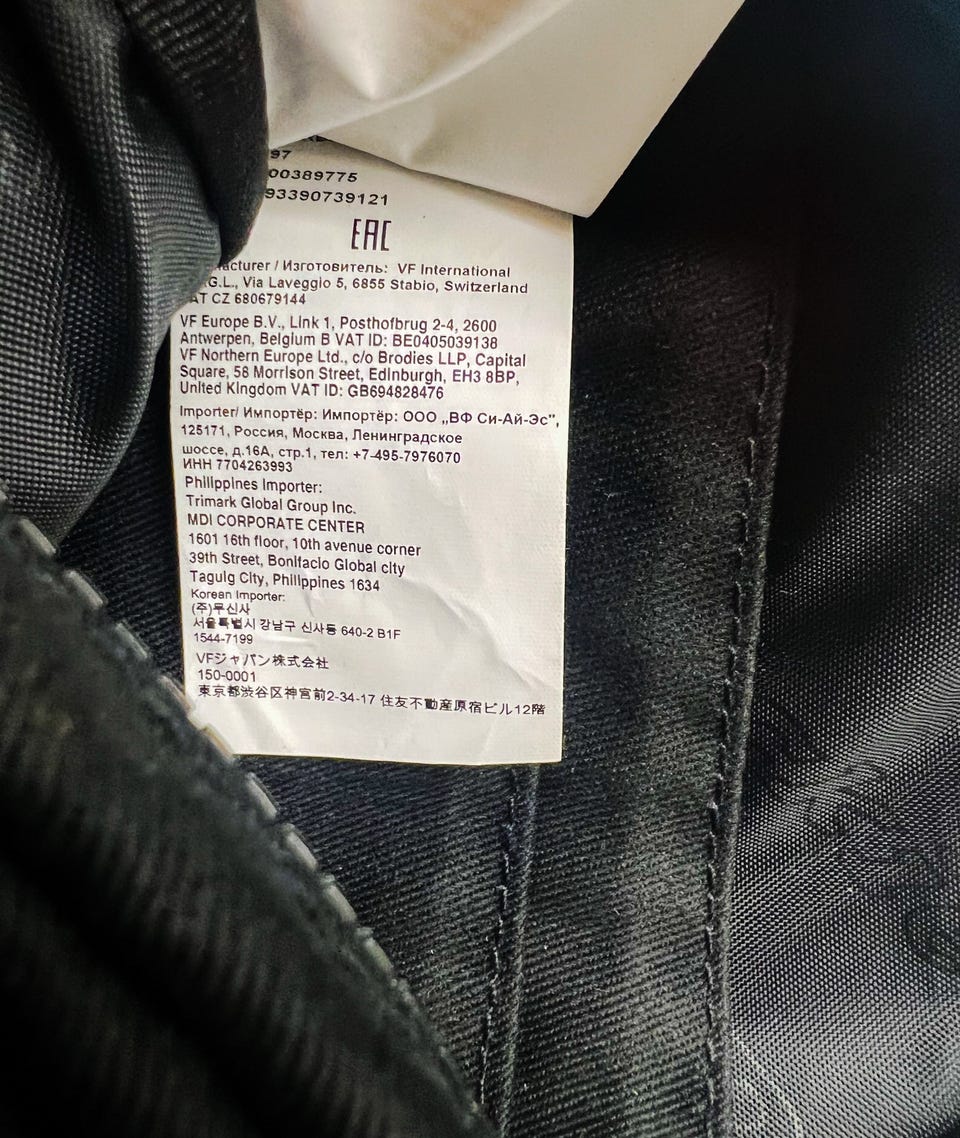 97
00389775
93390739121
EAC
acturer / Изготовитель: VF International
.G.L., Via Laveggio 5, 6855 Stabio, Switzerland
AT CZ 680679144
VF Europe B.V., Link 1, Posthofbrug 2-4, 2600
Antwerpen, Belgium B VAT ID: BE0405039138
VF Northern Europe Ltd., c/o Brodies LLP, Capital
Square, 58 Morrison Street, Edinburgh, EH3 8BP,
United Kingdom VAT ID: GB694828476
Importer/ Импортёр: Импортёр: ООО „ВФ Си-Ай-Эс",
125171, Россия, Москва, Ленинградское
шоссе, д.16А, стр.1, тел: +7-495-7976070
ИНН 7704263993
Philippines Importer:
Trimark Global Group Inc.
MDI CORPORATE CENTER
1601 16th floor, 10th avenue corner
39th Street, Bonifacio Global city
Taguig City, Philippines 1634
Korean Importer:
(주)무신사
서울특별시 강남구 신사동 640-2 B1F
1544-7199
VFジャパン株式会社
150-0001
東京都渋谷区神宮前2-34-17 住友不動産原宿ビル12階